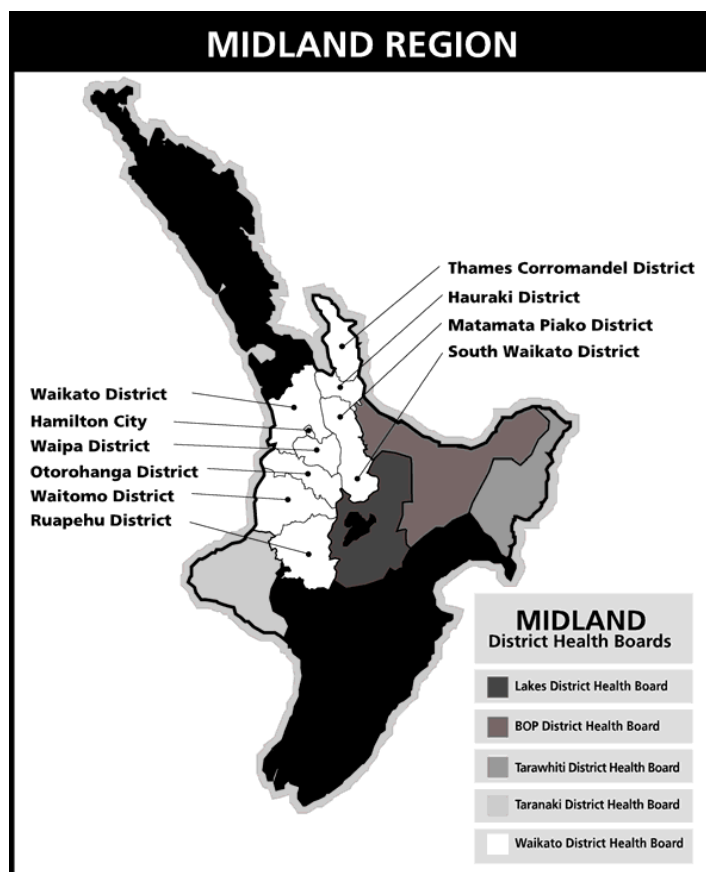 MIDLAND REGION
Thames Corromandel District
Hauraki District
Matamata Piako District
South Waikato District
Waikato District
Hamilton City
Waipa District
Otorohanga District
Waitomo District
Ruapehu District
MIDLAND
District Health Boards
Lakes District Health Board
BOP District Health Board
Tarawhiti District Health Board
Taranaki District Health Board
Waikato District Health Board